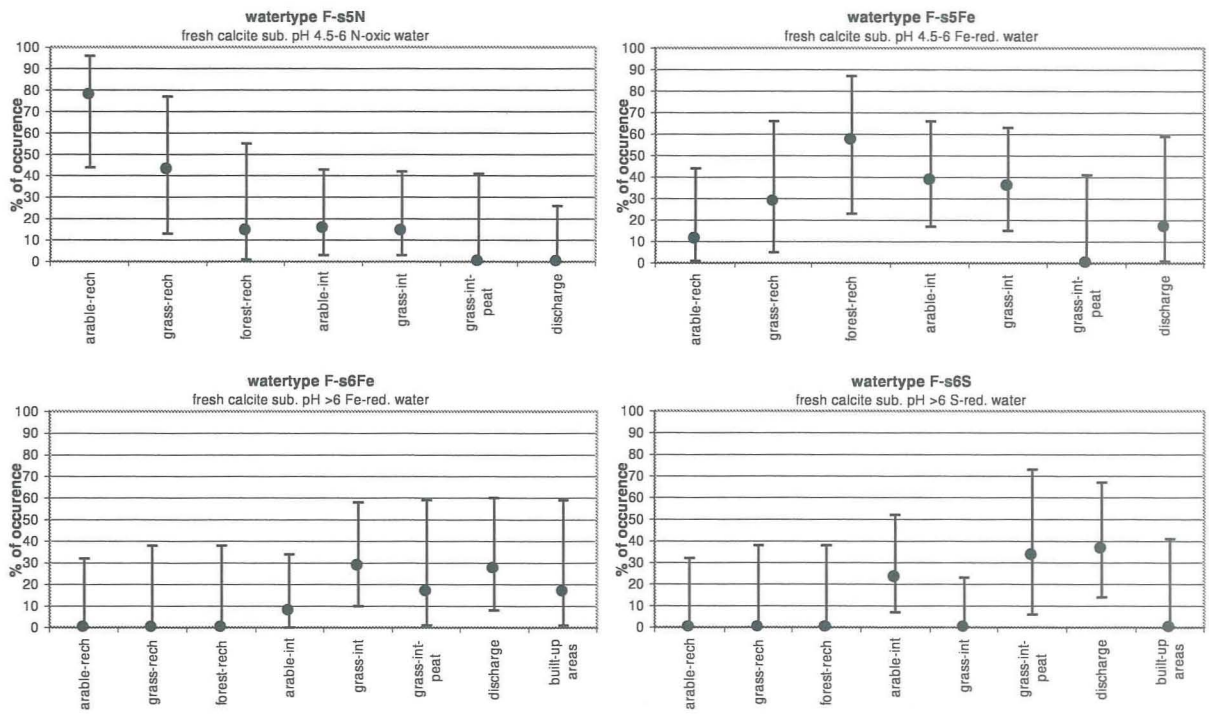 watertype F-s5N
fresh calcite sub. pH 4.5-6 N-oxic water
% of occurence
100
90
80
70
60
50
40
30
20
10
0
arable-rech
grass-rech
forest-rech
arable-int
grass-int
grass-int-
peat
discharge
watertype F-s5Fe
fresh calcite sub. pH 4.5-6 Fe-red. water
% of occurence
100
90
80
70
60
50
40
30
20
10
0
arable-rech
grass-rech
forest-rech
arable-int
grass-int
grass-int-
peat
discharge
watertype F-s6Fe
fresh calcite sub. pH >6 Fe-red. water
% of occurence
100
90
80
70
60
50
40
30
20
10
0
arable-rech
grass-rech
forest-rech
arable-int
grass-int
grass-int-
peat
discharge
built-up
areas
watertype F-s6S
fresh calcite sub. pH >6 S-red. water
% of occurence
100
90
80
70
60
50
40
30
20
10
0
arable-rech
grass-rech
forest-rech
arable-int
grass-int
grass-int-
peat
discharge
built-up
areas